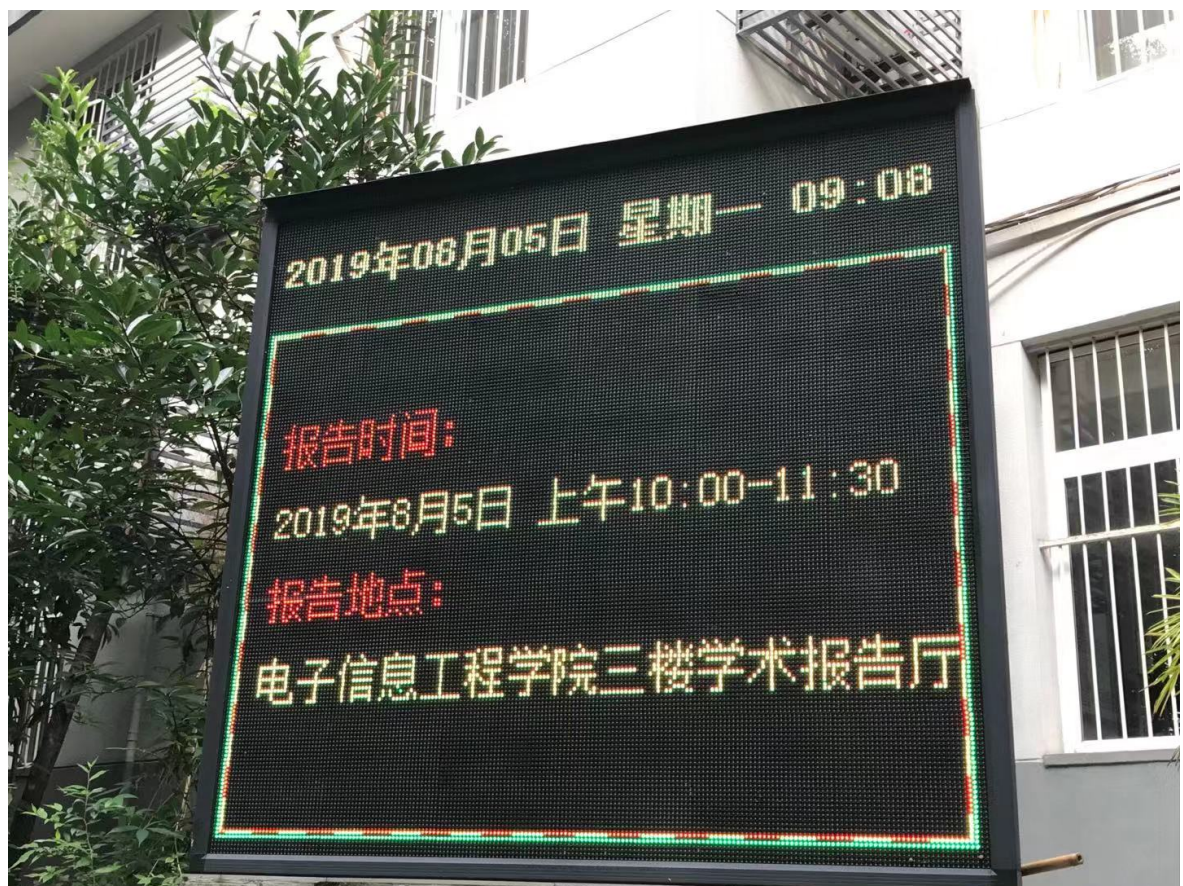 2019年08月05日 星期一 09:08
报告时间:
2019年8月5日 上午10:00-11:30
报告地点:
电子信息工程学院三楼学术报告厅